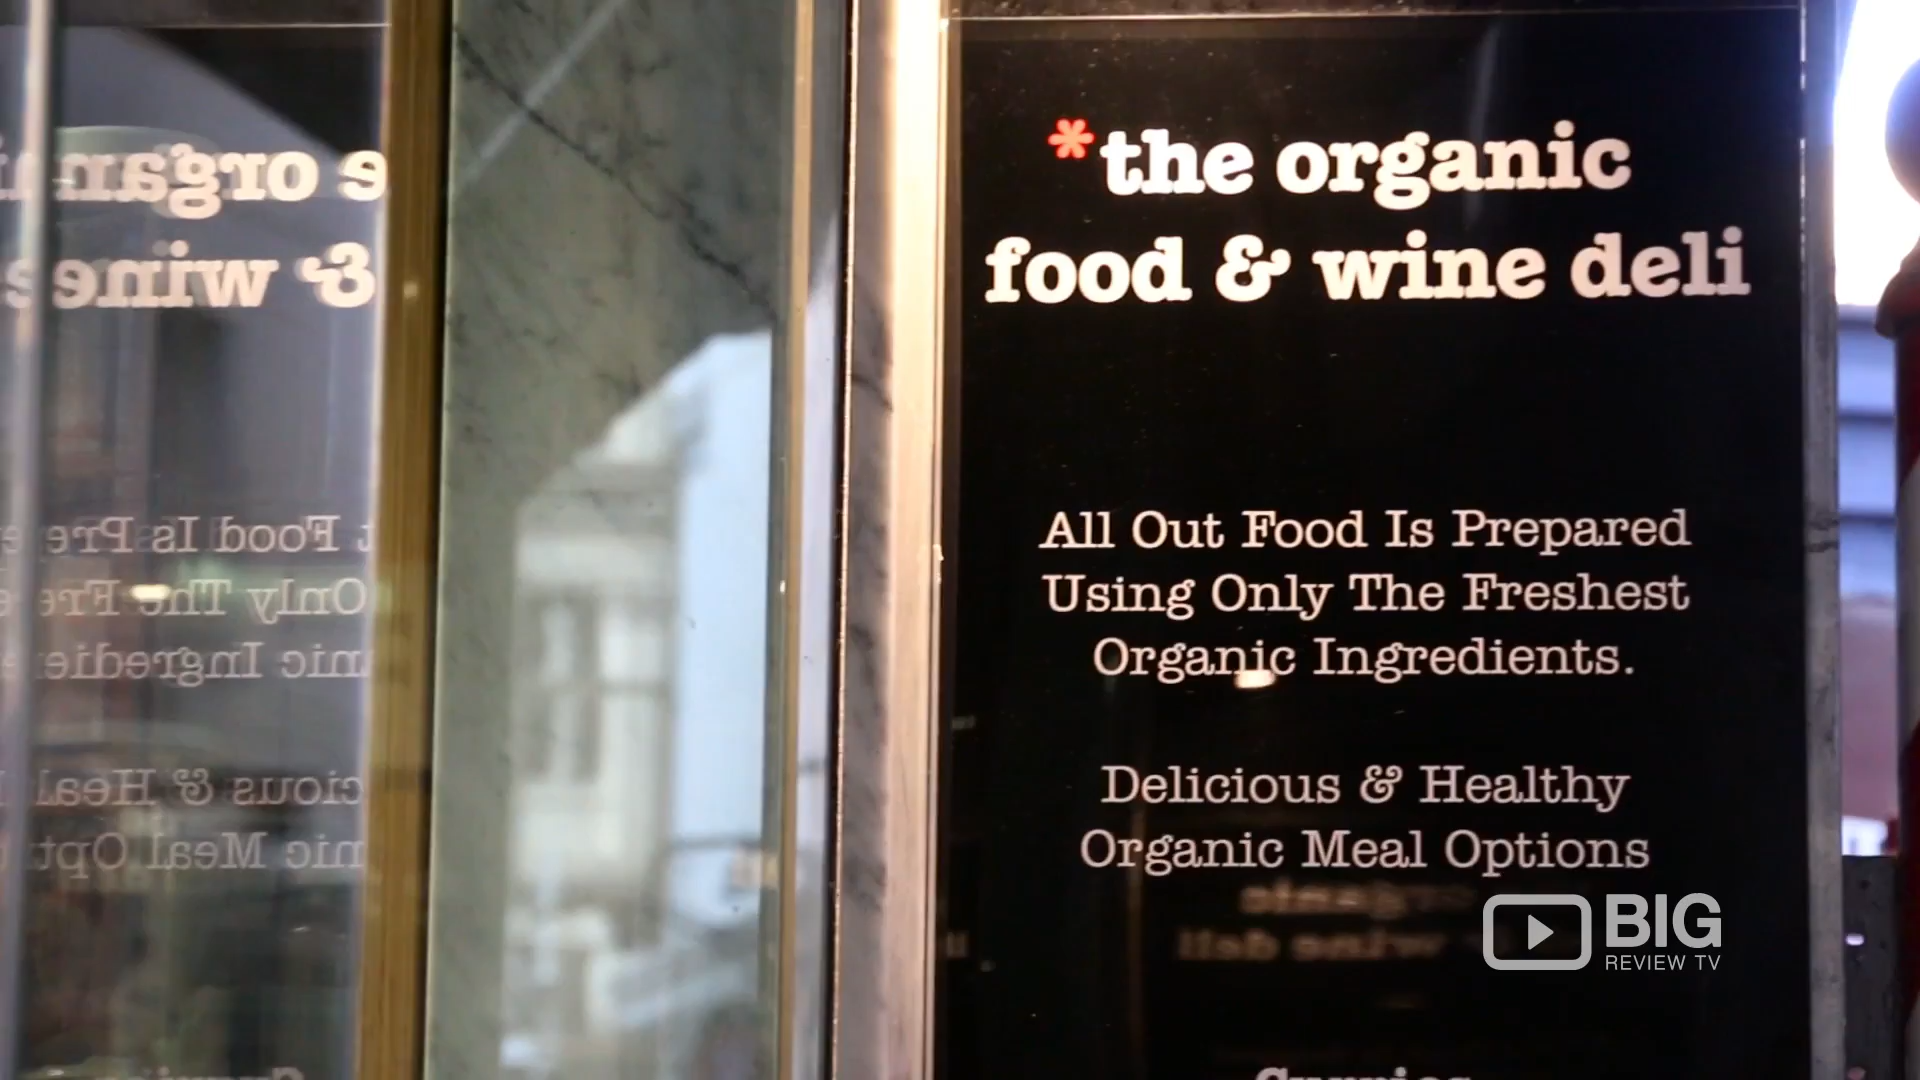 *the organic
food & wine deli
All Out Food Is Prepared
Using Only The Freshest
Organic Ingredients.
Delicious & Healthy
Organic Meal Options
Curries
BIG
REVIEW TV